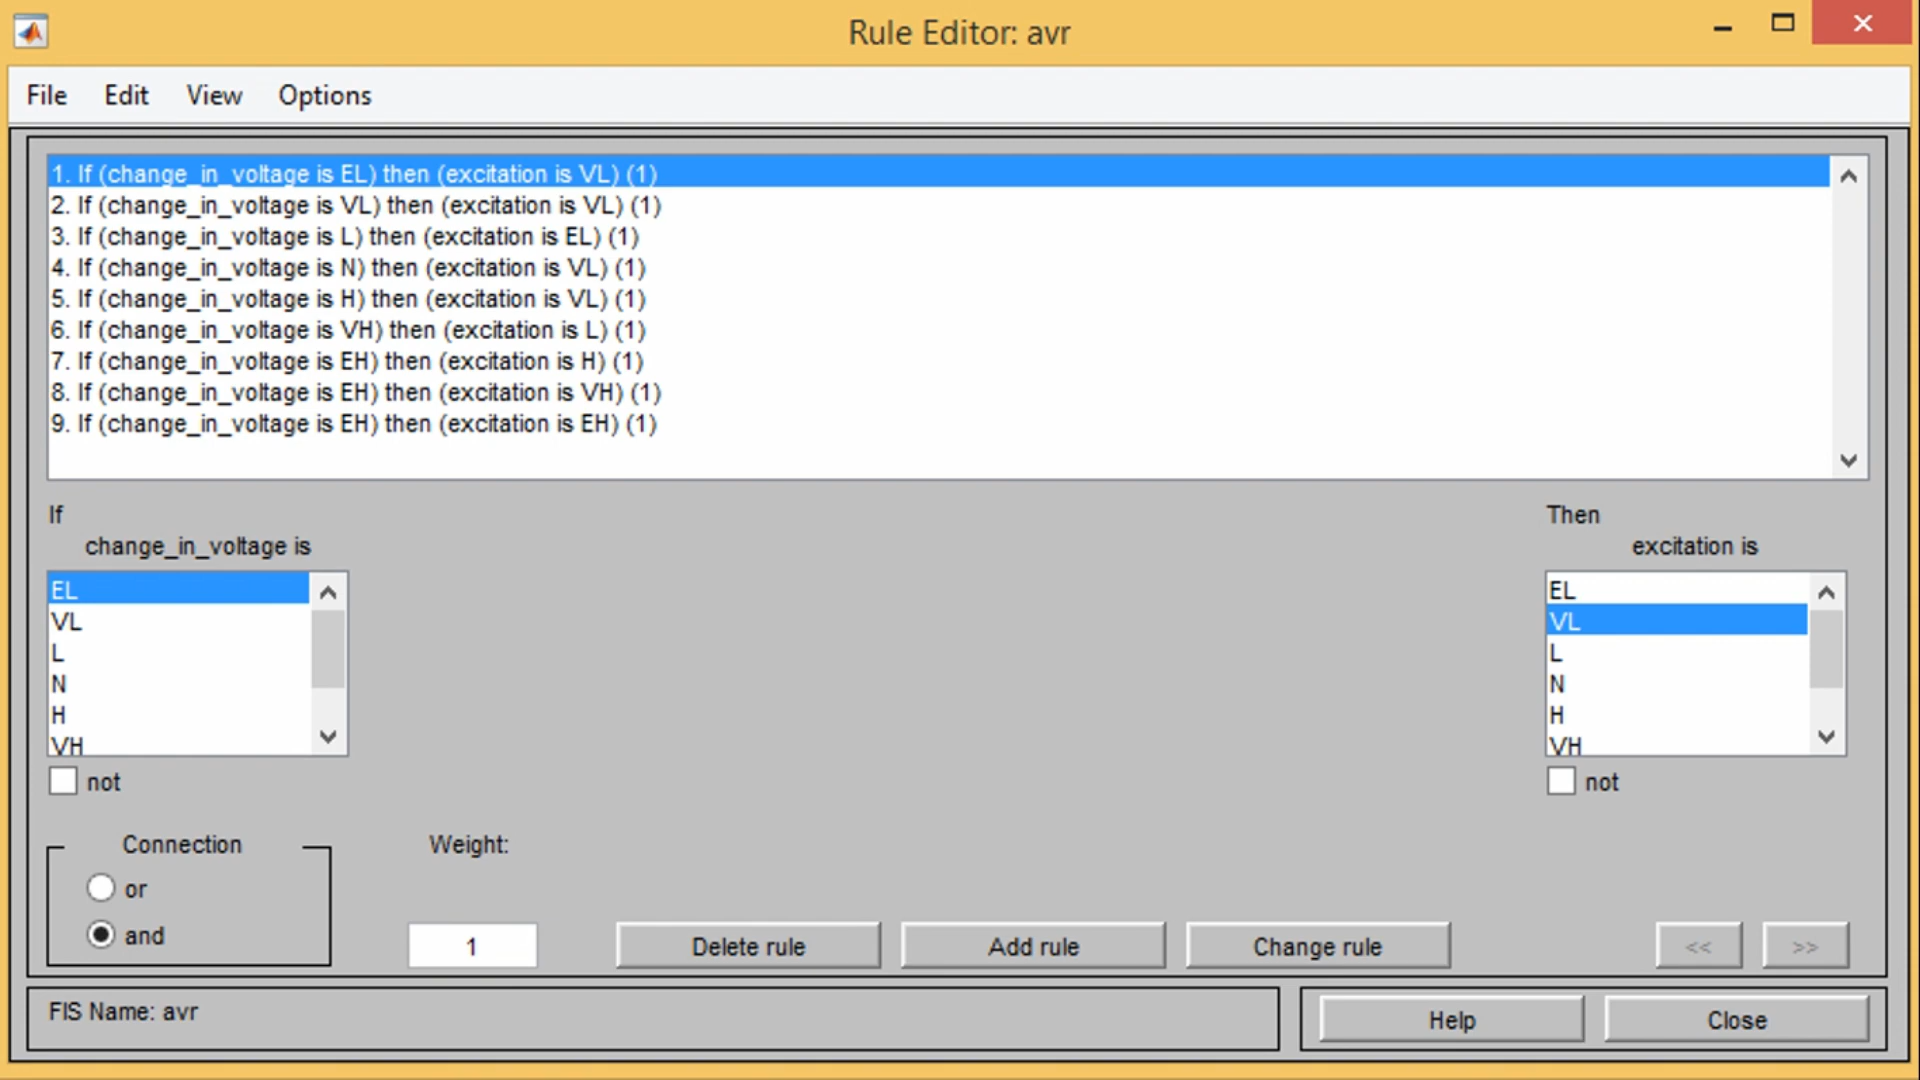 Rule Editor: avr
File Edit View Options
1. If (change_in_voltage is EL) then (excitation is VL) (1)
2. If (change_in_voltage is VL) then (excitation is VL) (1)
3. If (change_in_voltage is L) then (excitation is EL) (1)
4. If (change_in_voltage is N) then (excitation is VL) (1)
5. If (change_in_voltage is H) then (excitation is VL) (1)
6. If (change_in_voltage is VH) then (excitation is L) (1)
7. If (change_in_voltage is EH) then (excitation is H) (1)
8. If (change_in_voltage is EH) then (excitation is VH) (1)
9. If (change_in_voltage is EH) then (excitation is EH) (1)
If
change_in_voltage is
EL
VL
L
N
H
VH
not
Then
excitation is
EL
VL
L
N
H
VH
not
Connection
or
and
Weight:
1
Delete rule
Add rule
Change rule
<<
>>
FIS Name: avr
Help
Close